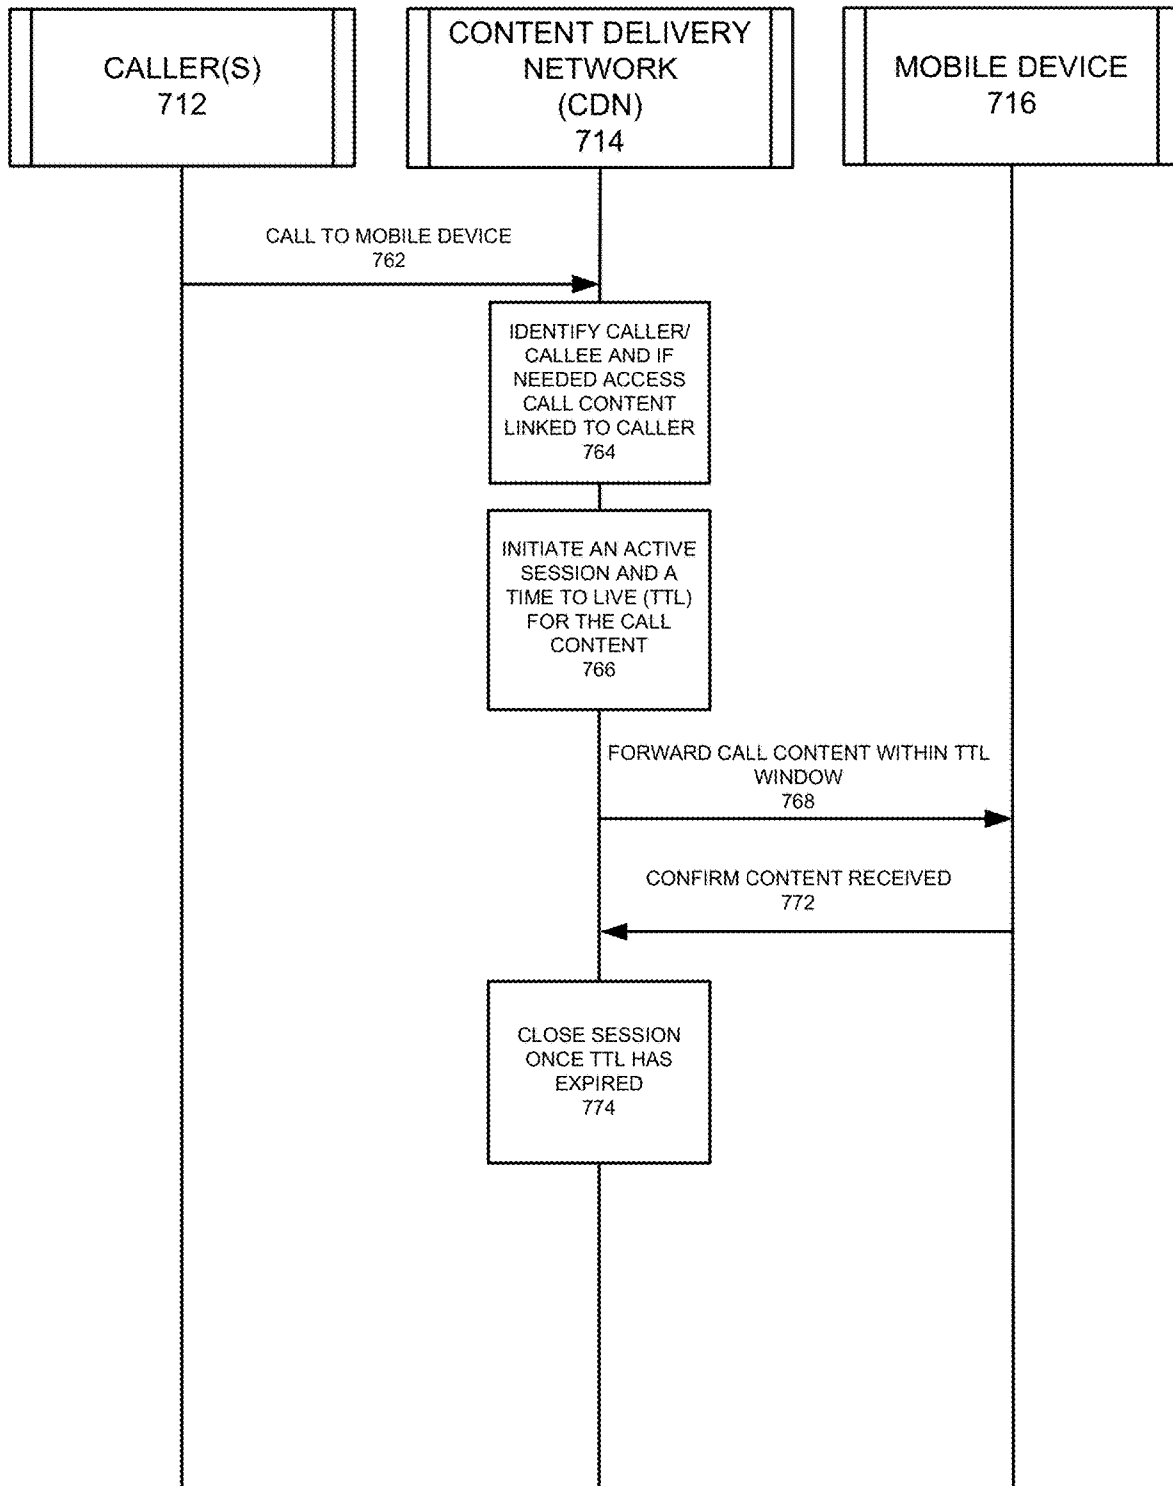 CALLER(S)
712
CONTENT DELIVERY
NETWORK
(CDN)
714
MOBILE DEVICE
716
CALL TO MOBILE DEVICE
762
IDENTIFY CALLER/
CALLEE AND IF
NEEDED ACCESS
CALL CONTENT
LINKED TO CALLER
764
INITIATE AN ACTIVE
SESSION AND A
TIME TO LIVE (TTL)
FOR THE CALL
CONTENT
766
FORWARD CALL CONTENT WITHIN TTL
WINDOW
768
CONFIRM CONTENT RECEIVED
772
CLOSE SESSION
ONCE TTL HAS
EXPIRED
774